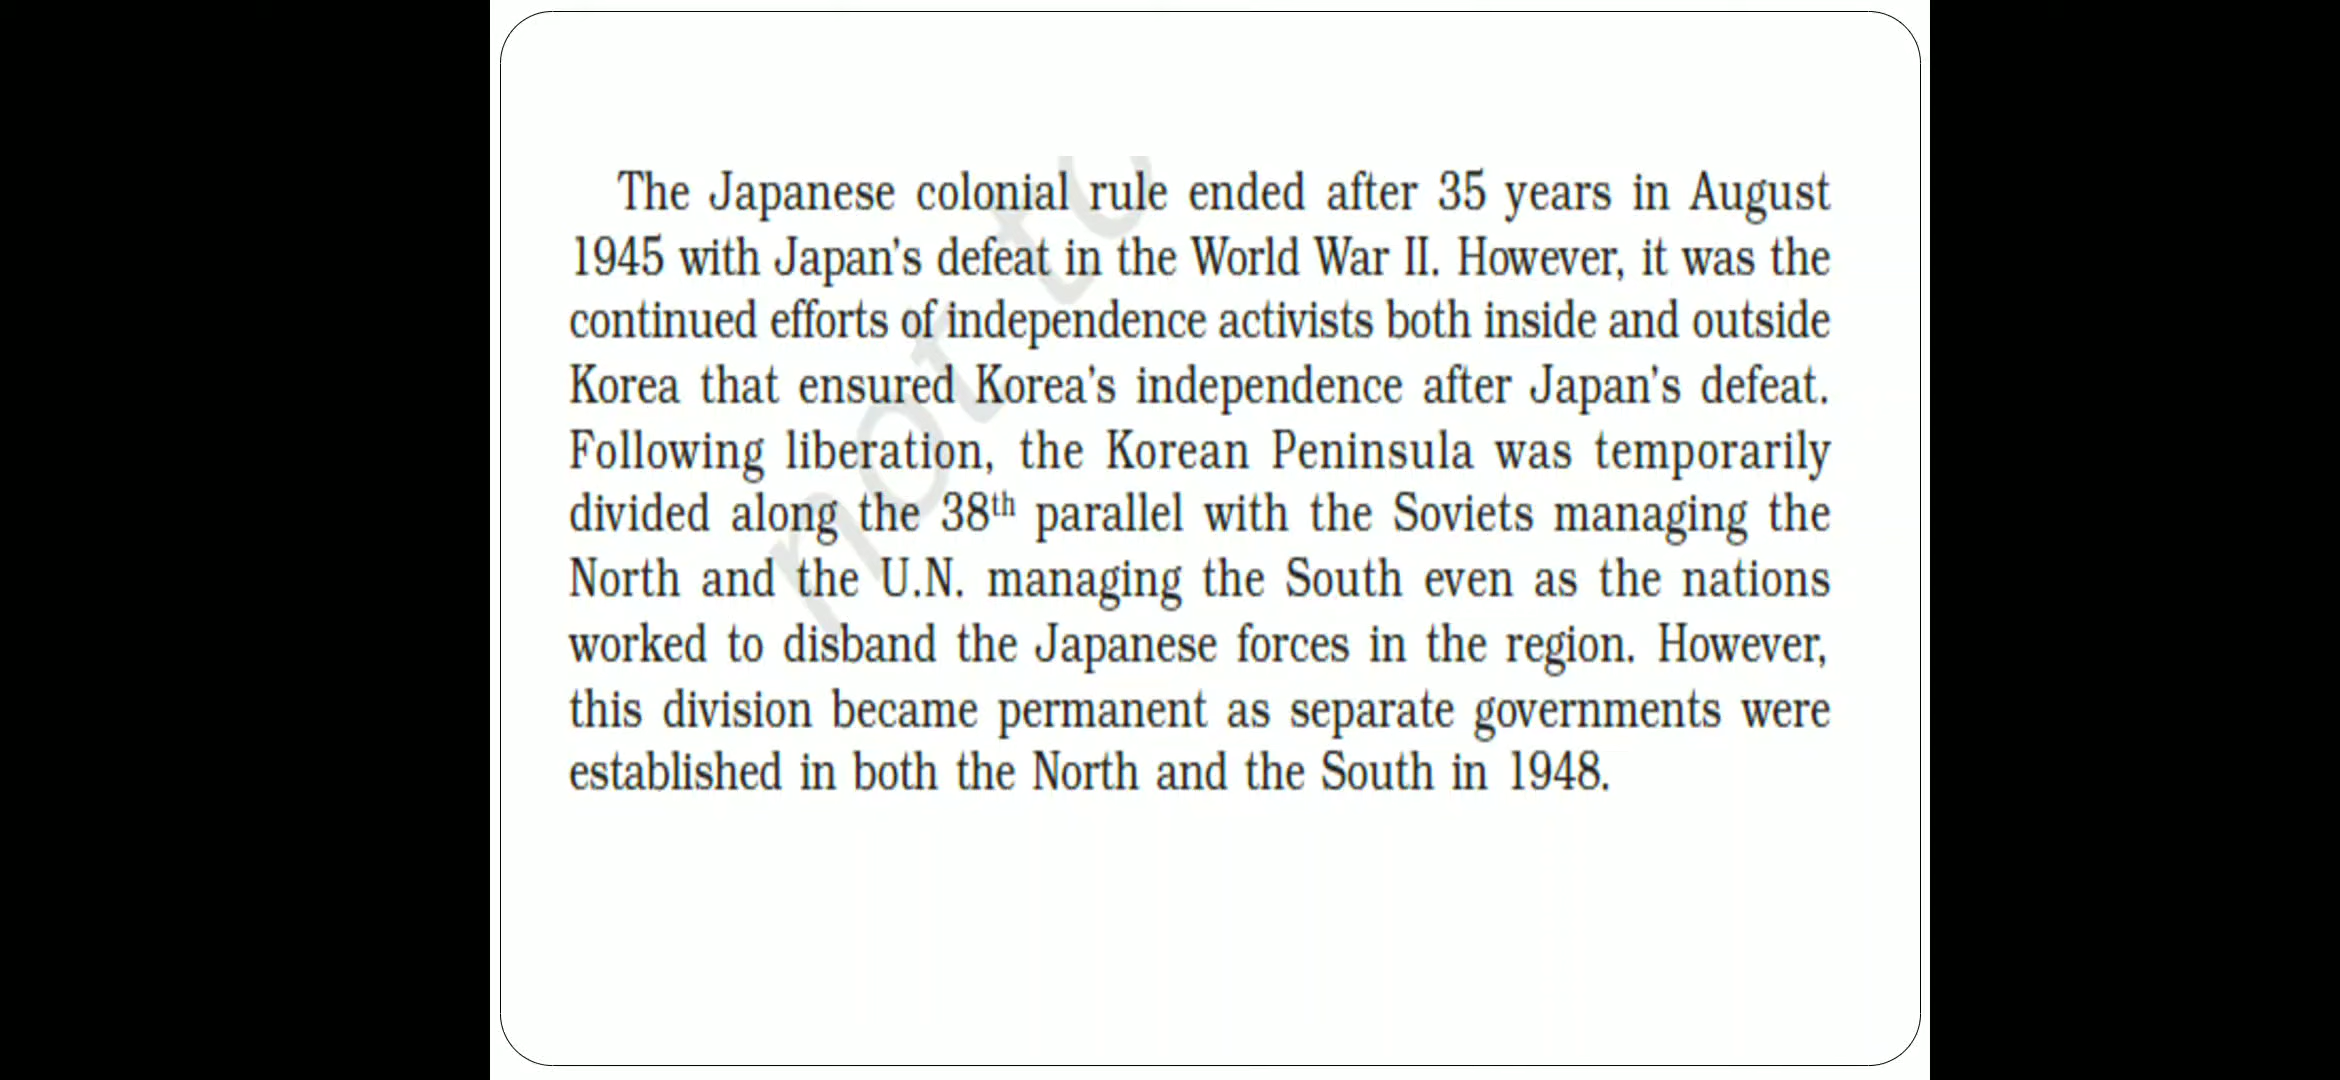 The Japanese colonial rule ended after 35 years in August
1945 with Japan's defeat in the World War II. However, it was the
continued efforts of independence activists both inside and outside
Korea that ensured Korea's independence after Japan's defeat.
Following liberation, the Korean Peninsula was temporarily
divided along the 38th parallel with the Soviets managing the
North and the U.N. managing the South even as the nations
worked to disband the Japanese forces in the region. However,
this division became permanent as separate governments were
established in both the North and the South in 1948.
not to